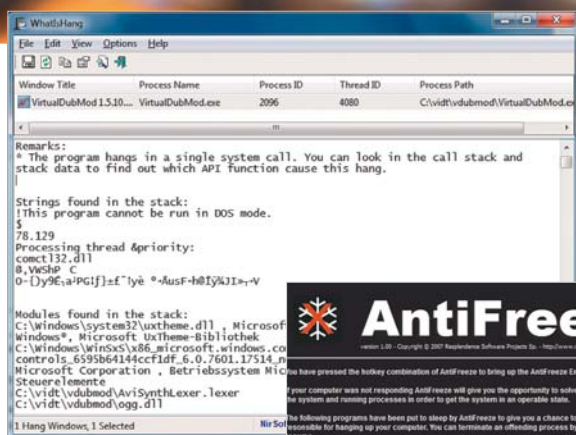 WhatIsHang
File Edit View Options Help
Window Title Process Name Process ID Thread ID Process Path
VirtualDubMod 1.5.10.... VirtualDubMod.exe 2096 4080 C:\vidt\vdubmod\VirtualDubMod.ex
Remarks:
* The program hangs in a single system call. You can look in the call stack and
stack data to find out which API function cause this hang.
Strings found in the stack:
!This program cannot be run in DOS mode.
$
78.129
Processing thread &priority:
comctl32.dll
Modules found in the stack:
C:\Windows\system32\uxtheme.dll , Microsof
Windows®, Microsoft UxTheme-Bibliothek
C:\Windows\WinSxS\x86_microsoft.windows.co
controls_6595b64144ccf1df_6.0.7601.17514_n
Microsoft Corporation , Betriebssystem Mic
Steuerelemente
C:\vidt\vdubmod\AviSynthLexer.lexer
C:\vidt\vdubmod\ogg.dll
1 Hang Windows, 1 Selected NirSof
AntiFree
version 1.00 - Copyright © 2007 Resplendence Software Projects Sp. - http://www.r
You have pressed the hotkey combination of AntiFreeze to bring up the AntiFreeze Em
f your computer was not responding AntiFreeze will give you the opportunity to solve
the system and running processes in order to get the system in an operable state.
The following programs have been put to sleep by AntiFreeze to give you a chance to
esponsible for hanging up your computer. You can terminate an offending process by